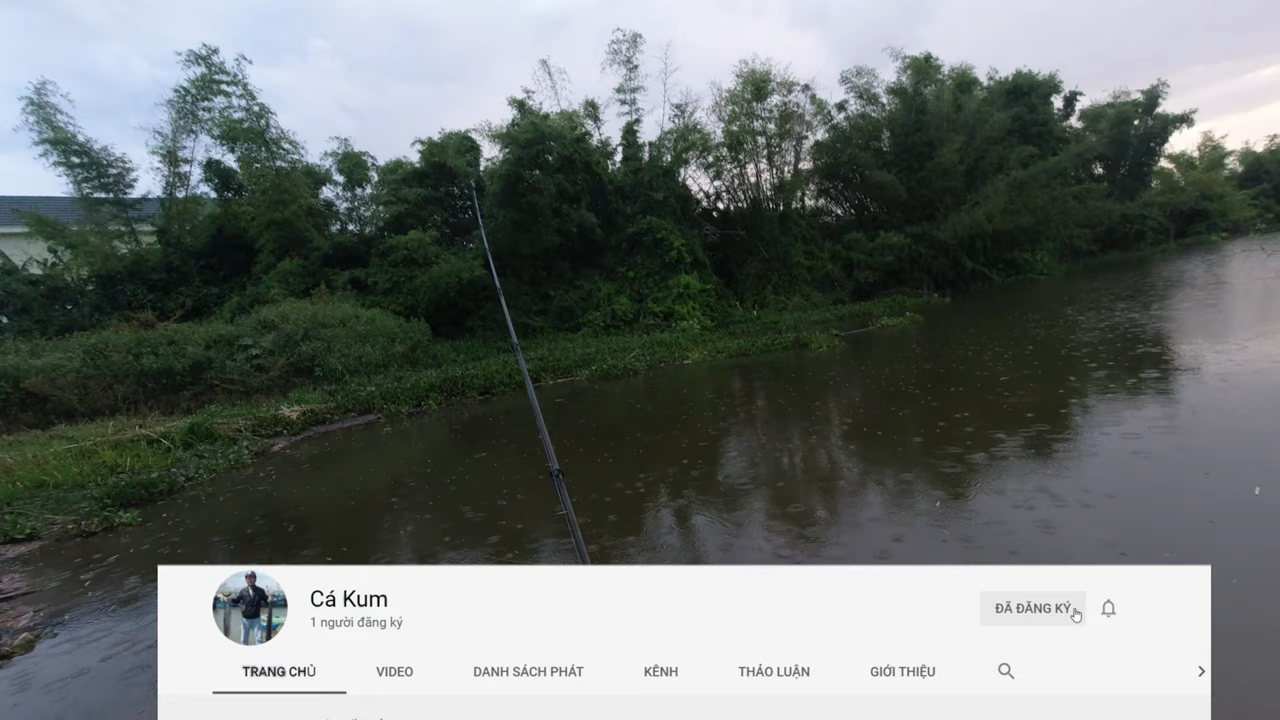 Cá Kum
1 người đăng ký
ĐÃ ĐĂNG KÝ
TRANG CHỦ VIDEO DANH SÁCH PHÁT KÊNH THẢO LUẬN GIỚI THIỆU